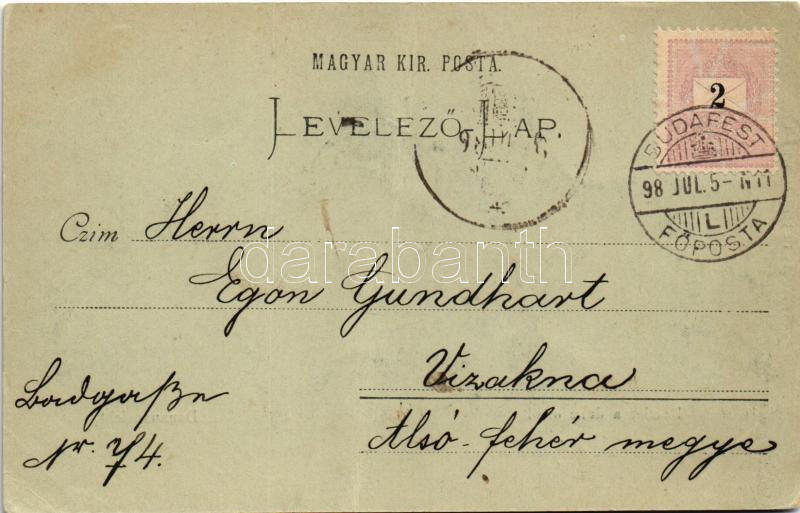 MAGYAR KIR. POSTA.
LEVELEZŐ LAP.
2
BUDAPEST
98 JUL. 5 - N11
L
FŐPOSTA
Czim Herrn
Egon Gundhart
Vizakna
Alsó-fehér megye
Badgaße
Nr. 74.
darabanth